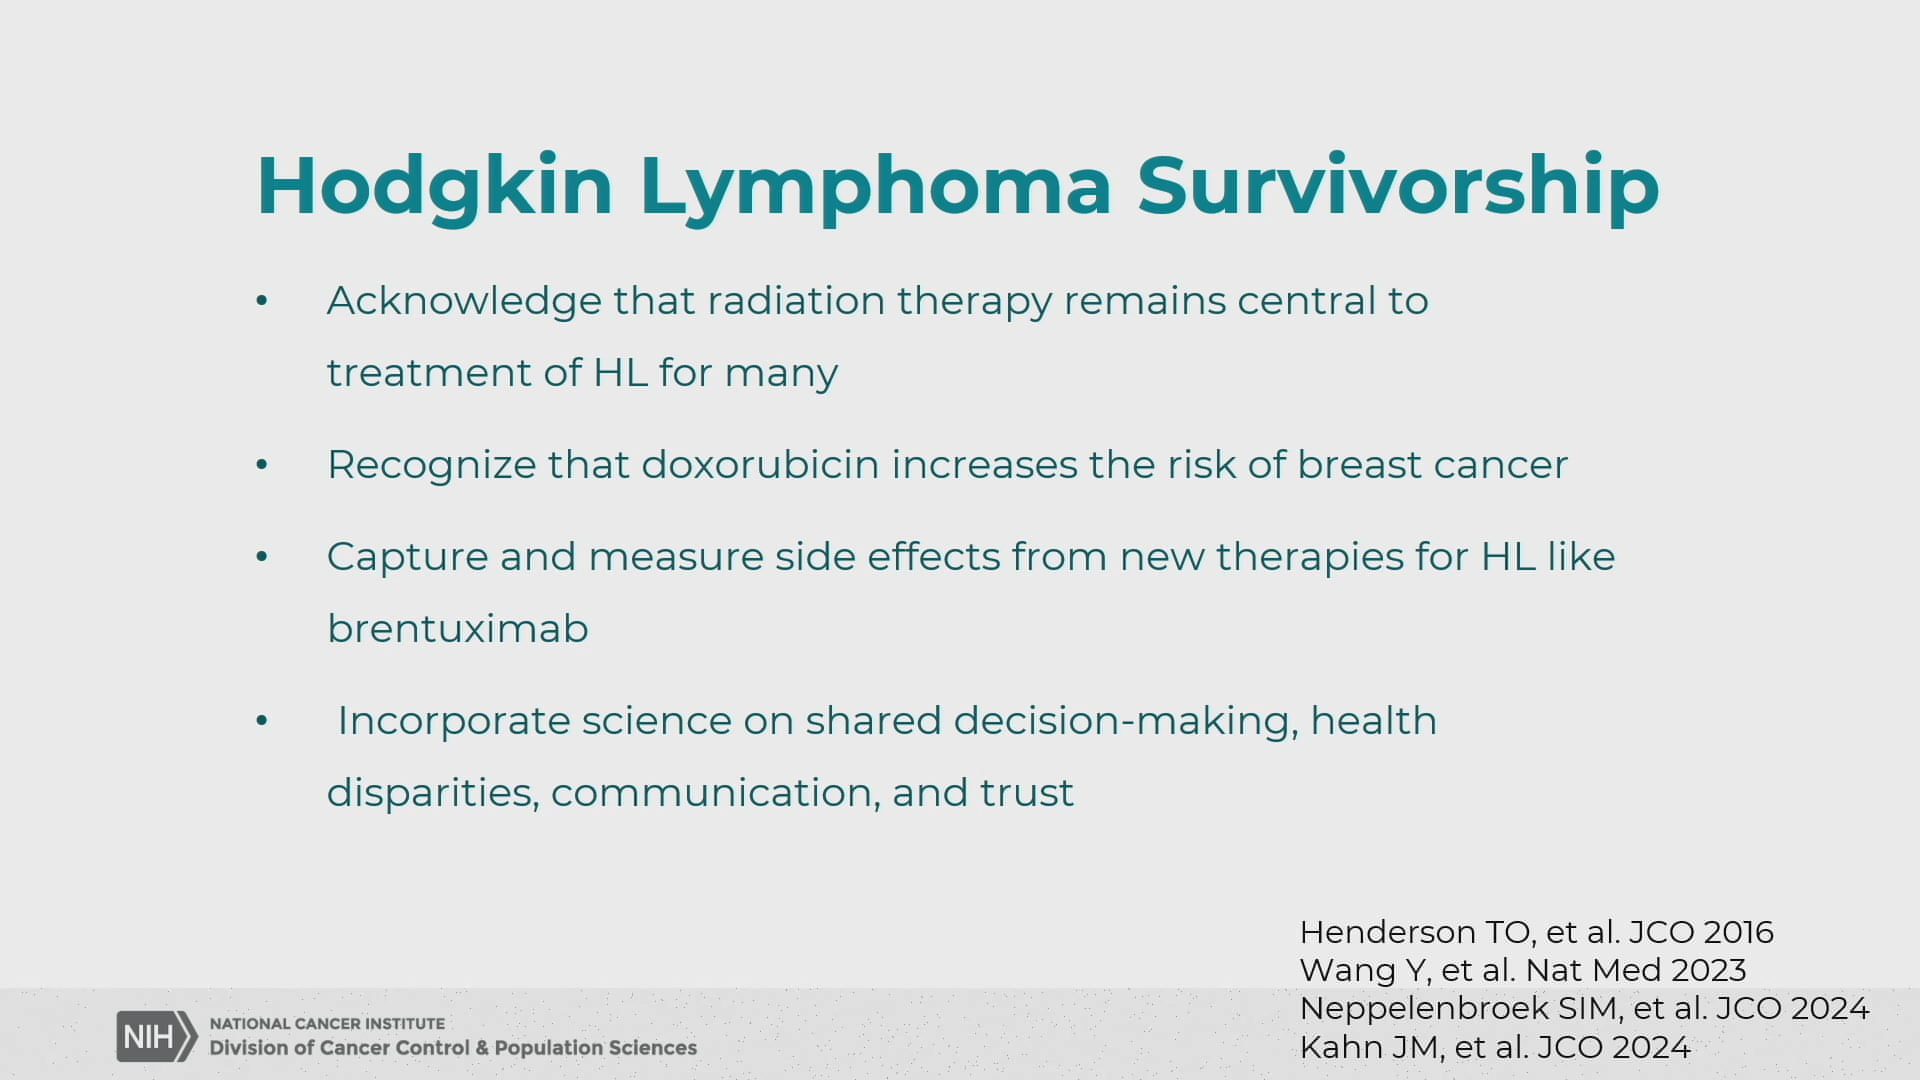 Hodgkin Lymphoma Survivorship
• Acknowledge that radiation therapy remains central to
treatment of HL for many
• Recognize that doxorubicin increases the risk of breast cancer
• Capture and measure side effects from new therapies for HL like
brentuximab
• Incorporate science on shared decision-making, health
disparities, communication, and trust
Henderson TO, et al. JCO 2016
Wang Y, et al. Nat Med 2023
Neppelenbroek SIM, et al. JCO 2024
Kahn JM, et al. JCO 2024
NIH
NATIONAL CANCER INSTITUTE
Division of Cancer Control & Population Sciences